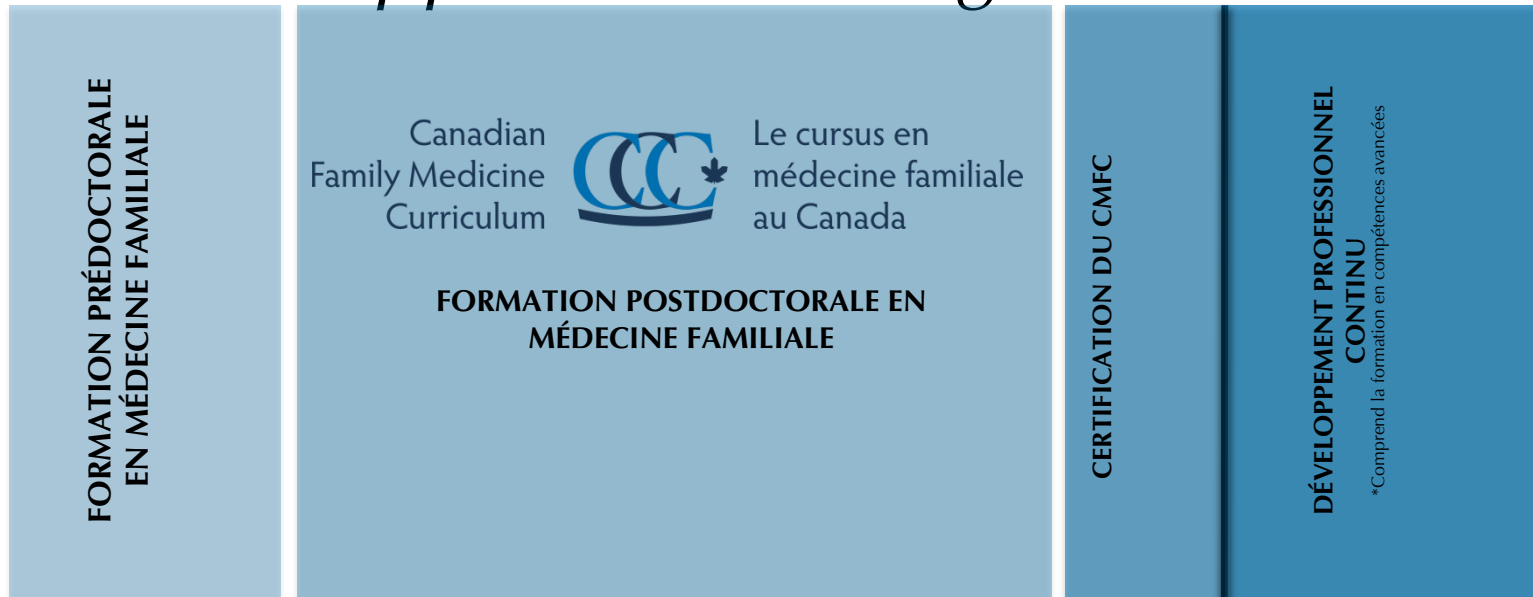 FORMATION PRÉDOCTORALE
EN MÉDECINE FAMILIALE
Canadian
Family Medicine
Curriculum
CCC
Le cursus en
médecine familiale
au Canada
FORMATION POSTDOCTORALE EN
MÉDECINE FAMILIALE
CERTIFICATION DU CMFC
DÉVELOPPEMENT PROFESSIONNEL
CONTINU
*Comprend la formation en compétences avancées